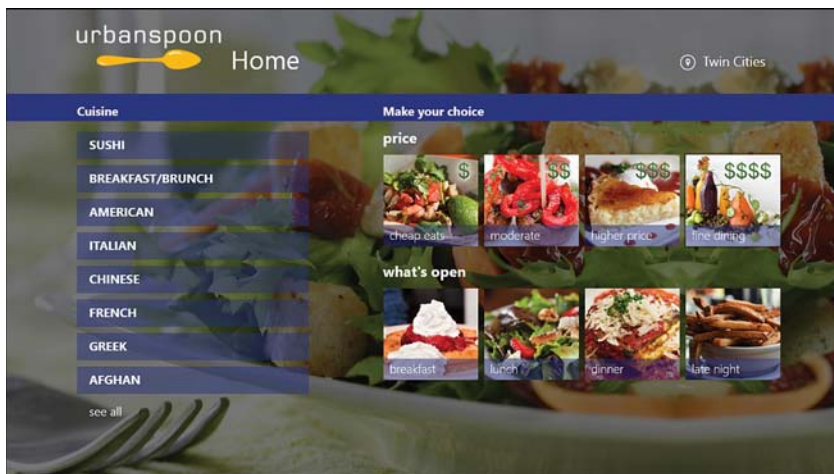 urbanspoon
Home
Twin Cities
Cuisine
SUSHI
BREAKFAST/BRUNCH
AMERICAN
ITALIAN
CHINESE
FRENCH
GREEK
AFGHAN
see all
Make your choice
price
$ $$ $$$ $$$$
cheap eats moderate higher price fine dining
what's open
breakfast lunch dinner late night